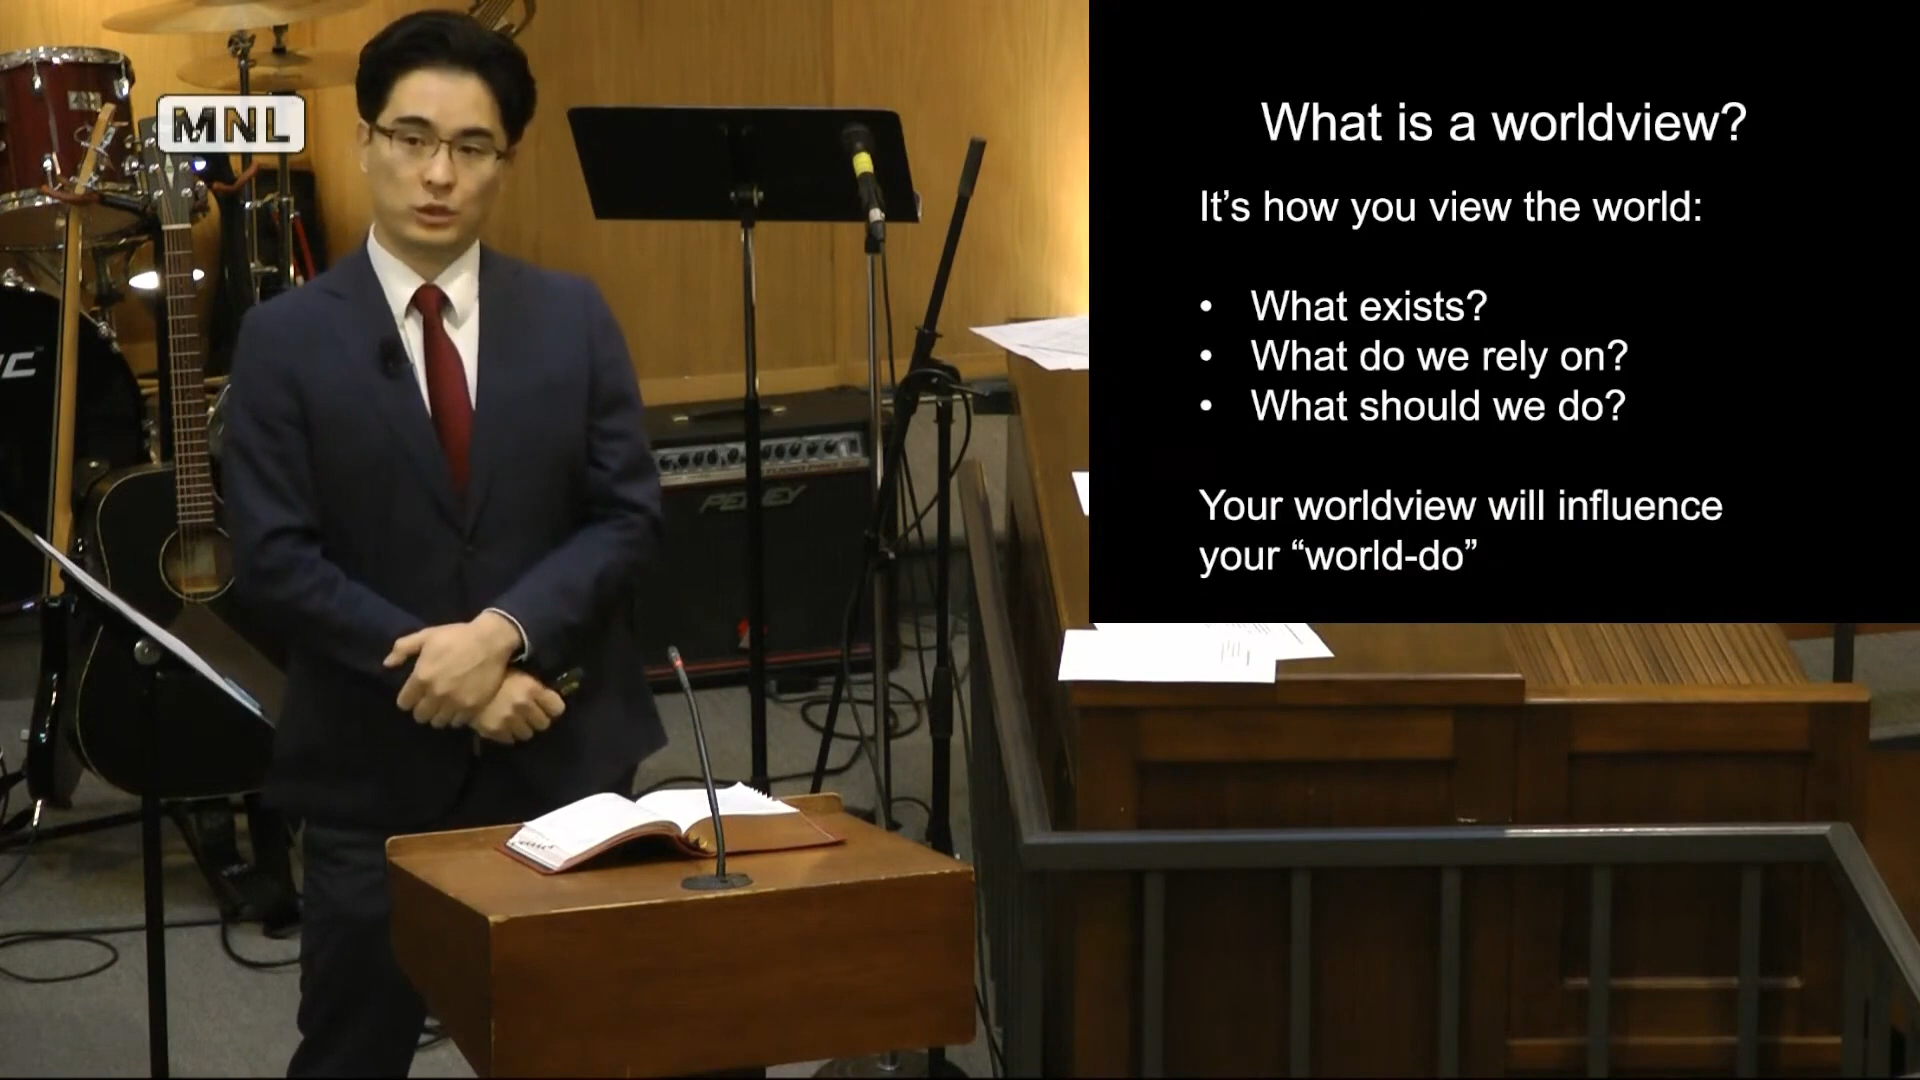 MNL
What is a worldview?
It’s how you view the world:
• What exists?
• What do we rely on?
• What should we do?
Your worldview will influence
your “world-do”
PEAVEY